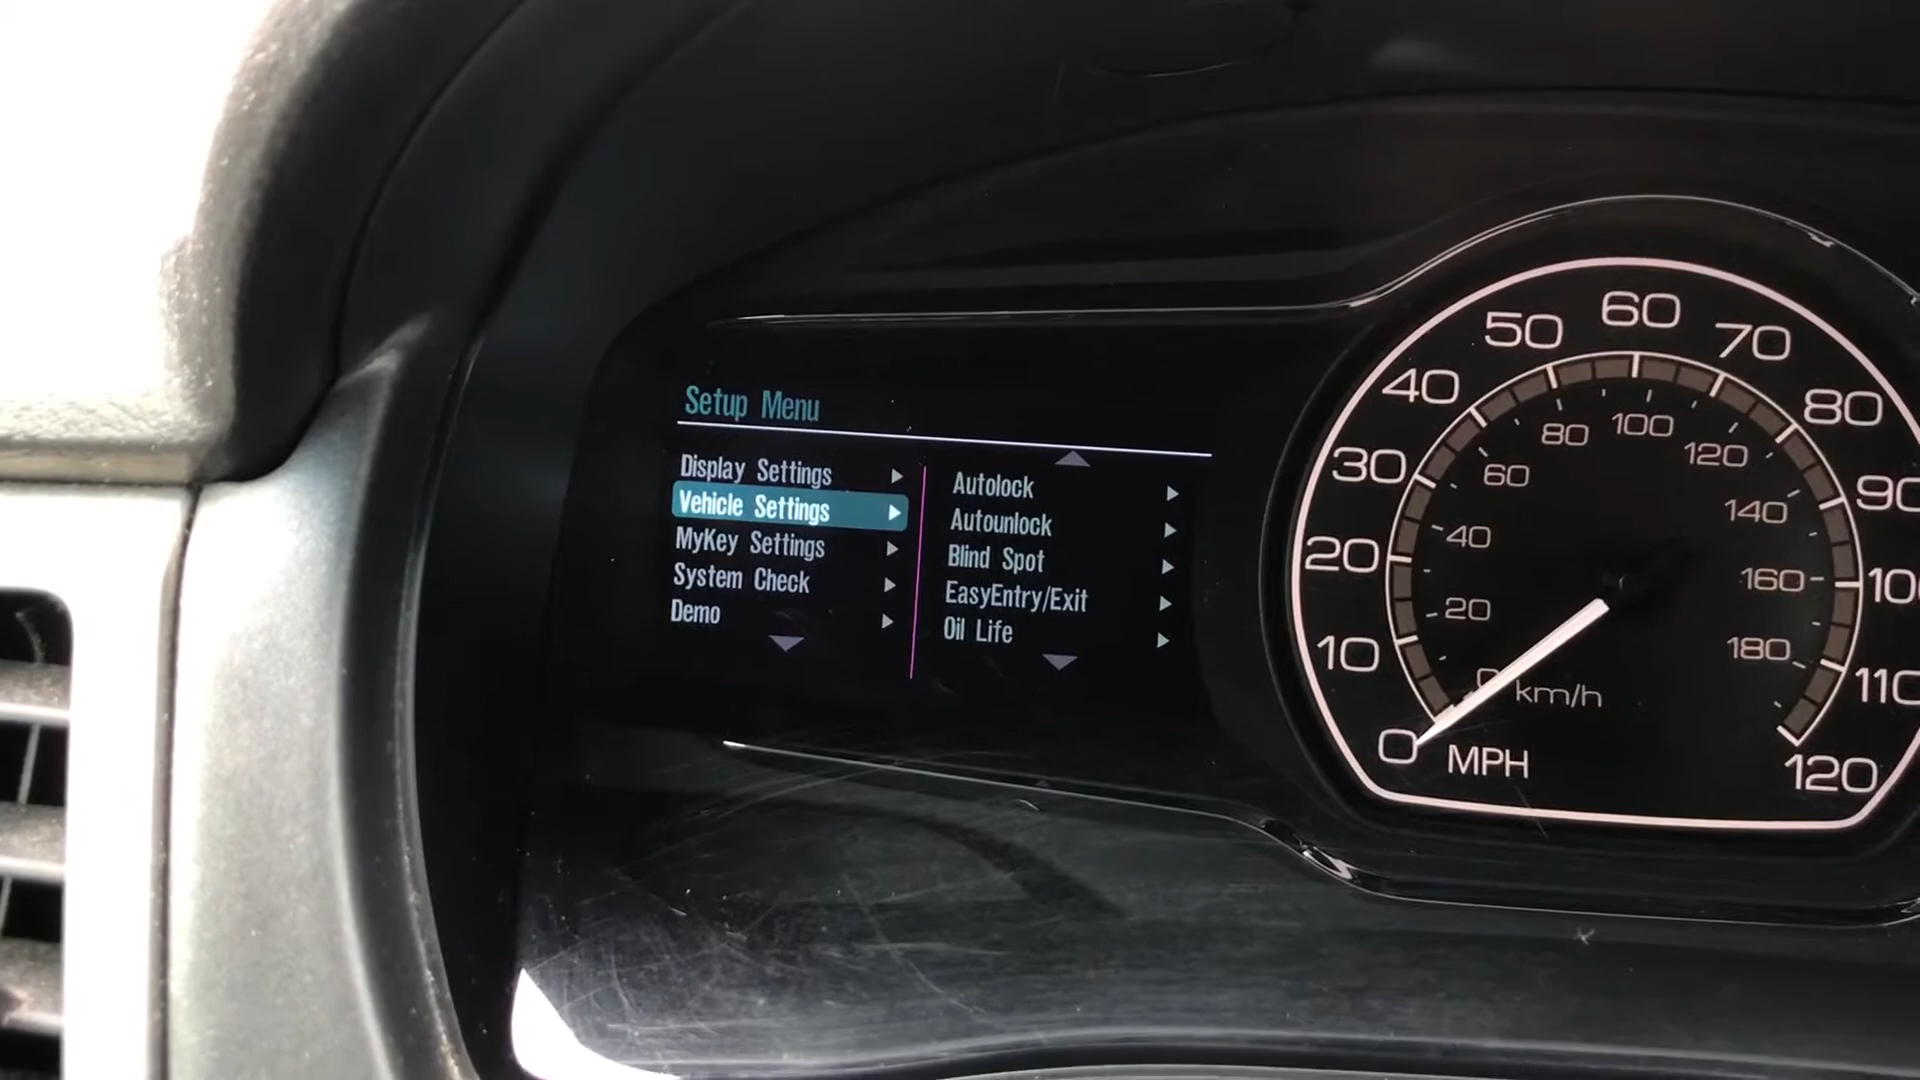 Setup Menu
Display Settings
Vehicle Settings
MyKey Settings
System Check
Demo
Autolock
Autounlock
Blind Spot
EasyEntry/Exit
Oil Life
0
10
20
30
40
50
60
70
80
90
100
110
120
MPH
0
20
40
60
80
100
120
140
160
180
km/h